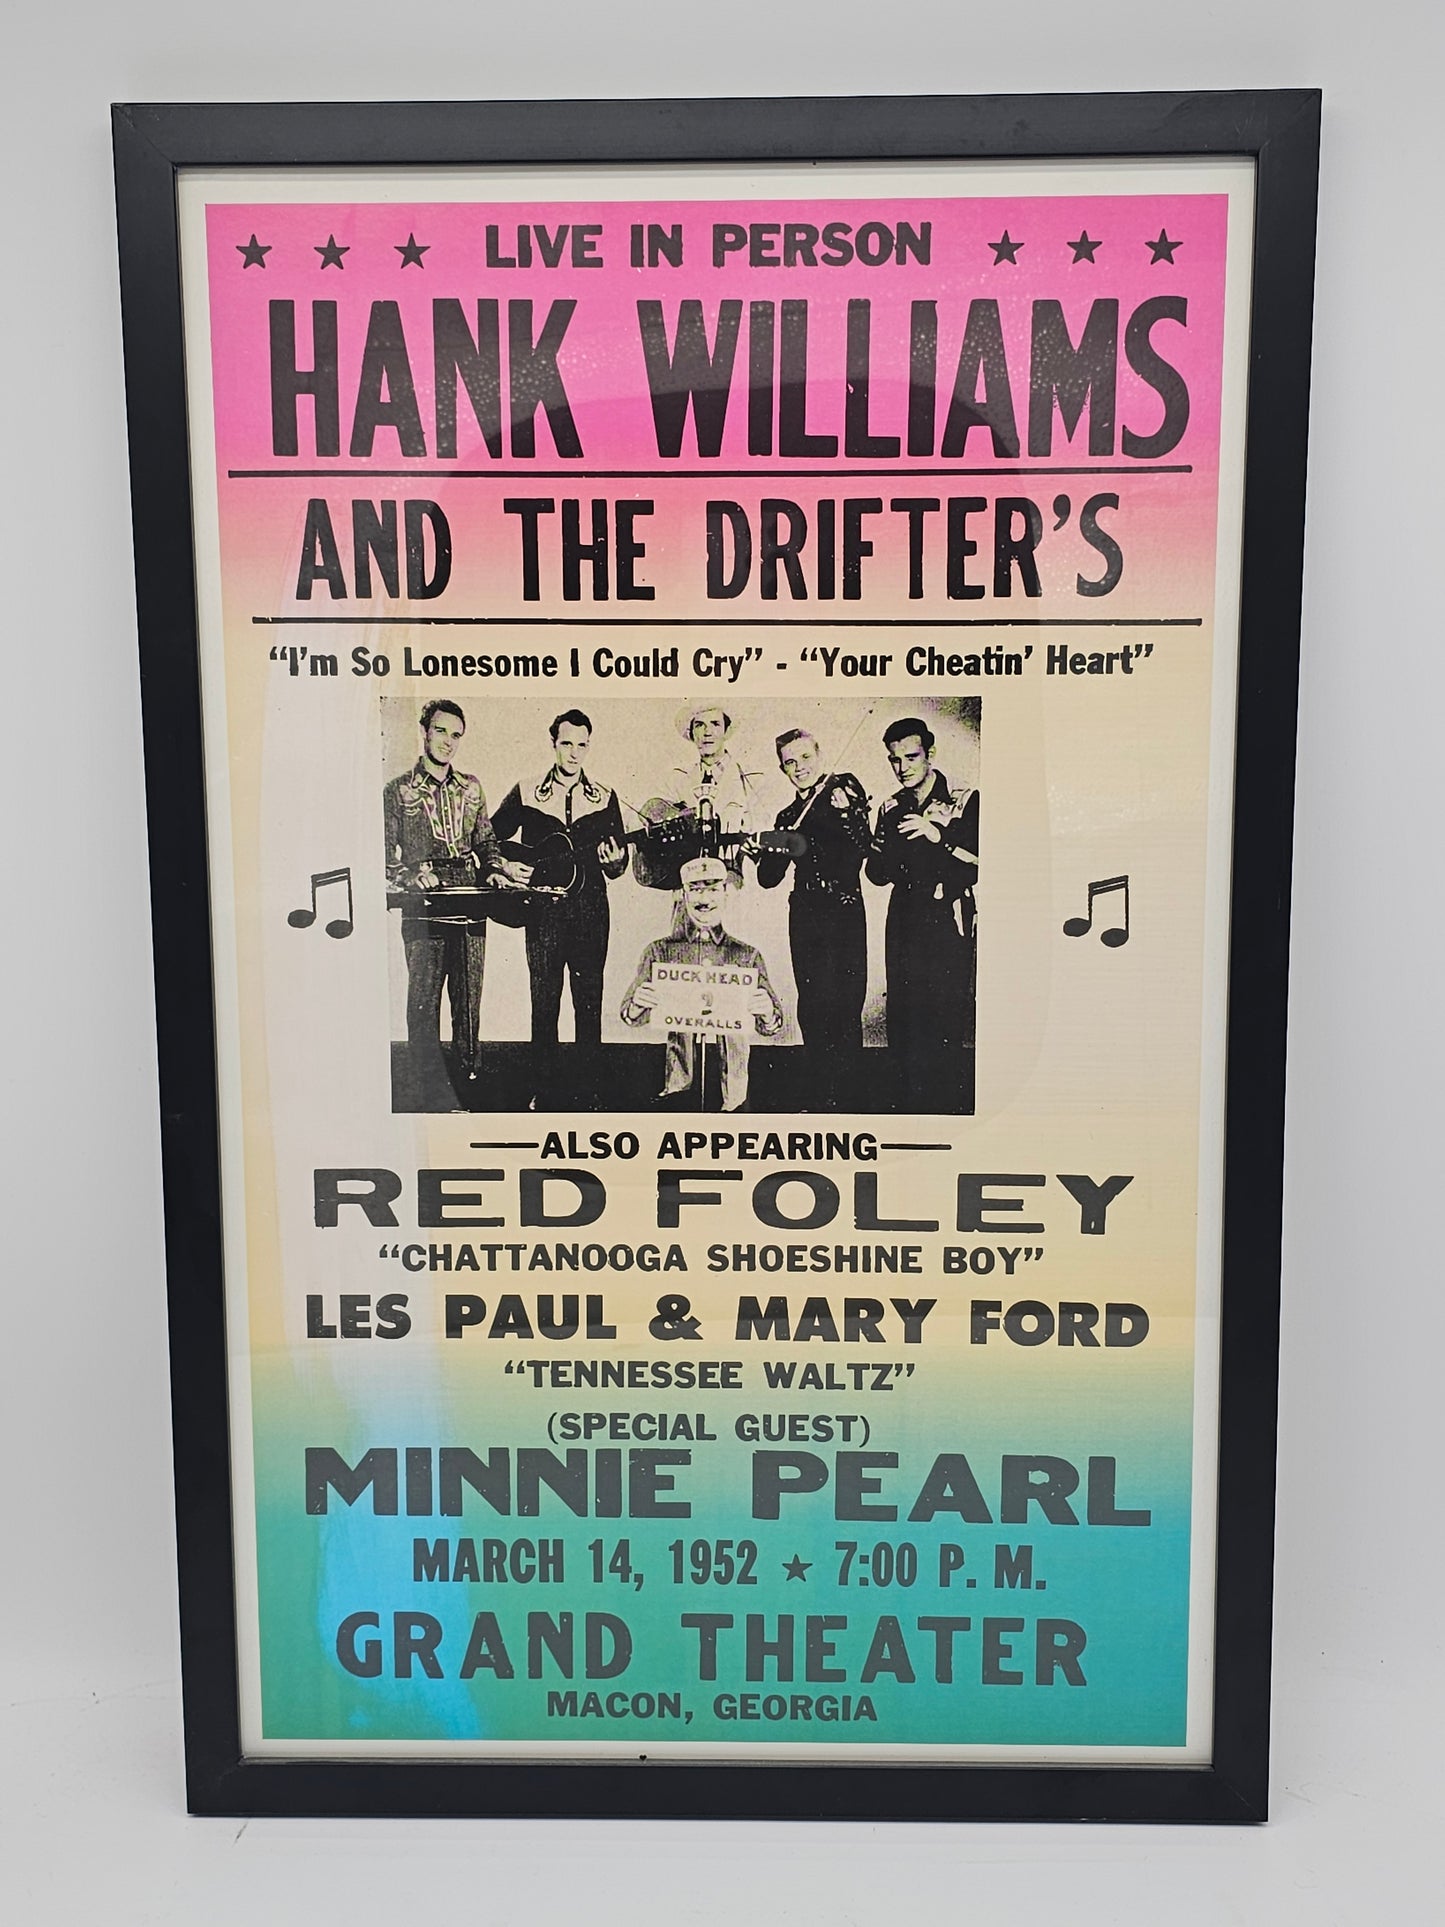 ★ ★ ★ LIVE IN PERSON ★ ★ ★
HANK WILLIAMS
AND THE DRIFTER'S
“I'm So Lonesome I Could Cry” - “Your Cheatin' Heart”
DUCK HEAD
OVERALLS
ALSO APPEARING
RED FOLEY
“CHATTANOOGA SHOESHINE BOY”
LES PAUL & MARY FORD
“TENNESSEE WALTZ”
(SPECIAL GUEST)
MINNIE PEARL
MARCH 14, 1952 ★ 7:00 P. M.
GRAND THEATER
MACON, GEORGIA